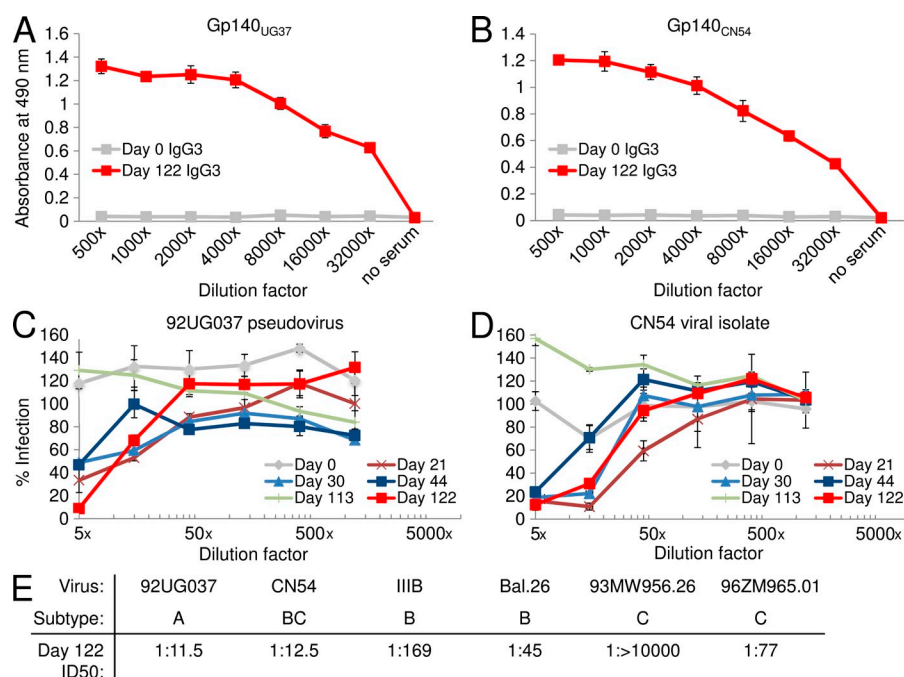 A
Gp140UG37
Absorbance at 490 nm
1.6
1.4
1.2
1
0.8
0.6
0.4
0.2
0
Day 0 IgG3
Day 122 IgG3
500x
1000x
2000x
4000x
8000x
16000x
32000x
no serum
Dilution factor
B
Gp140CN54
1.4
1.2
1
0.8
0.6
0.4
0.2
0
Day 0 IgG3
Day 122 IgG3
500x
1000x
2000x
4000x
8000x
16000x
32000x
no serum
Dilution factor
C
92UG037 pseudovirus
% Infection
160
140
120
100
80
60
40
20
0
Day 0
Day 21
Day 30
Day 44
Day 113
Day 122
5x
50x
500x
5000x
Dilution factor
D
CN54 viral isolate
160
140
120
100
80
60
40
20
0
Day 0
Day 21
Day 30
Day 44
Day 113
Day 122
5x
50x
500x
5000x
Dilution factor
E
Virus: 92UG037 CN54 IIIB Bal.26 93MW956.26 96ZM965.01
Subtype: A BC B B C C
Day 122 1:11.5 1:12.5 1:169 1:45 1:>10000 1:77
ID50: